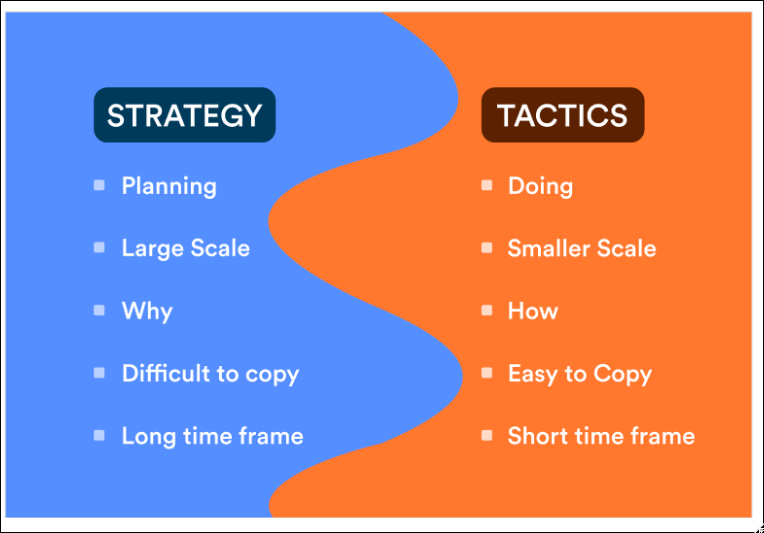 STRATEGY
Planning
Large Scale
Why
Difficult to copy
Long time frame
TACTICS
Doing
Smaller Scale
How
Easy to Copy
Short time frame